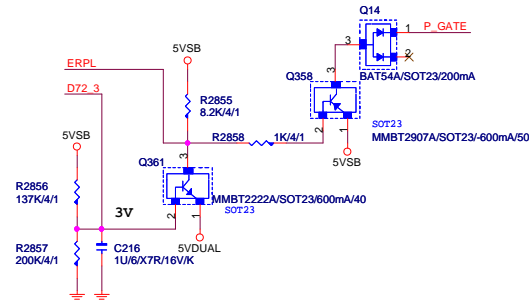 Q14
P_GATE
3
1
2
BAT54A/SOT23/200mA
5VSB
ERPL
D72_3
R2855
8.2K/4/1
Q358
3
SOT23
MMBT2907A/SOT23/-600mA/50
2
1
5VSB
R2858
1K/4/1
5VSB
Q361
3
MMBT2222A/SOT23/600mA/40
SOT23
2
1
R2856
137K/4/1
3V
5VDUAL
R2857
200K/4/1
C216
1U/6/X7R/16V/K